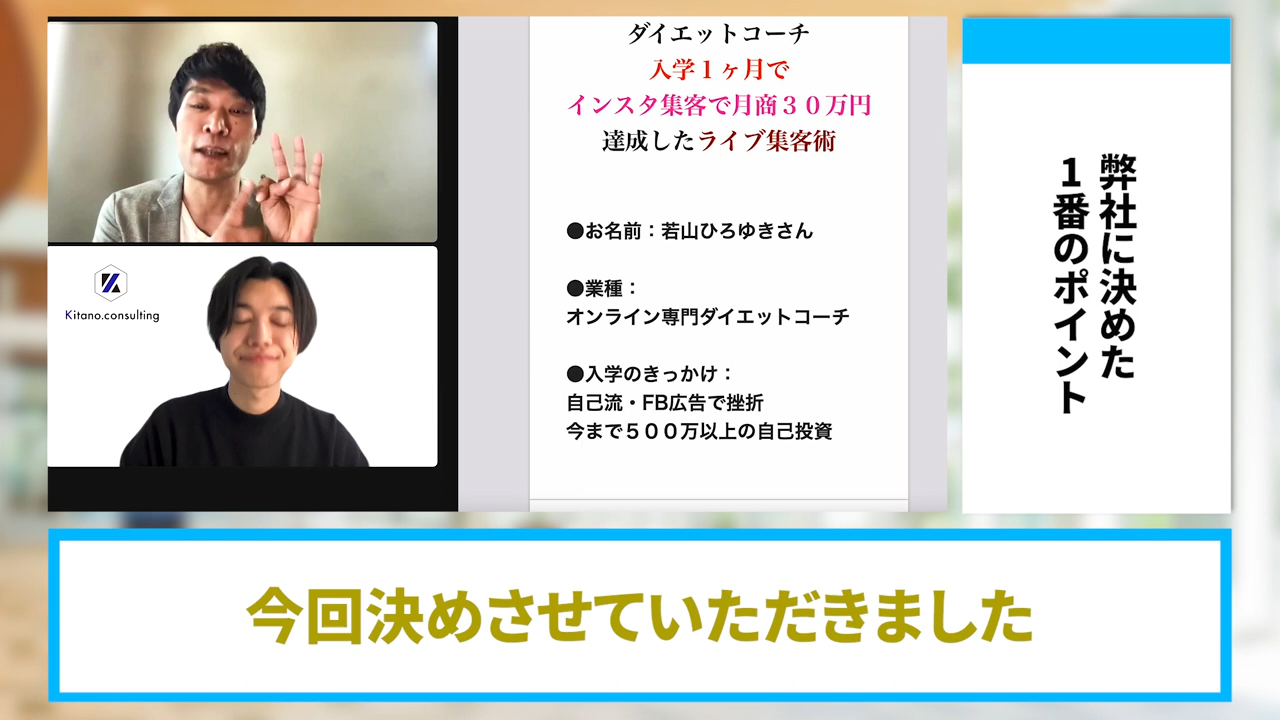 Kitano.consulting
ダイエットコーチ
入学１ヶ月で
インスタ集客で月商３０万円
達成したライブ集客術
●お名前：若山ひろゆきさん
●業種：
オンライン専門ダイエットコーチ
●入学のきっかけ：
自己流・FB広告で挫折
今まで５００万以上の自己投資
弊社に決めた
１番のポイント
今回決めさせていただきました